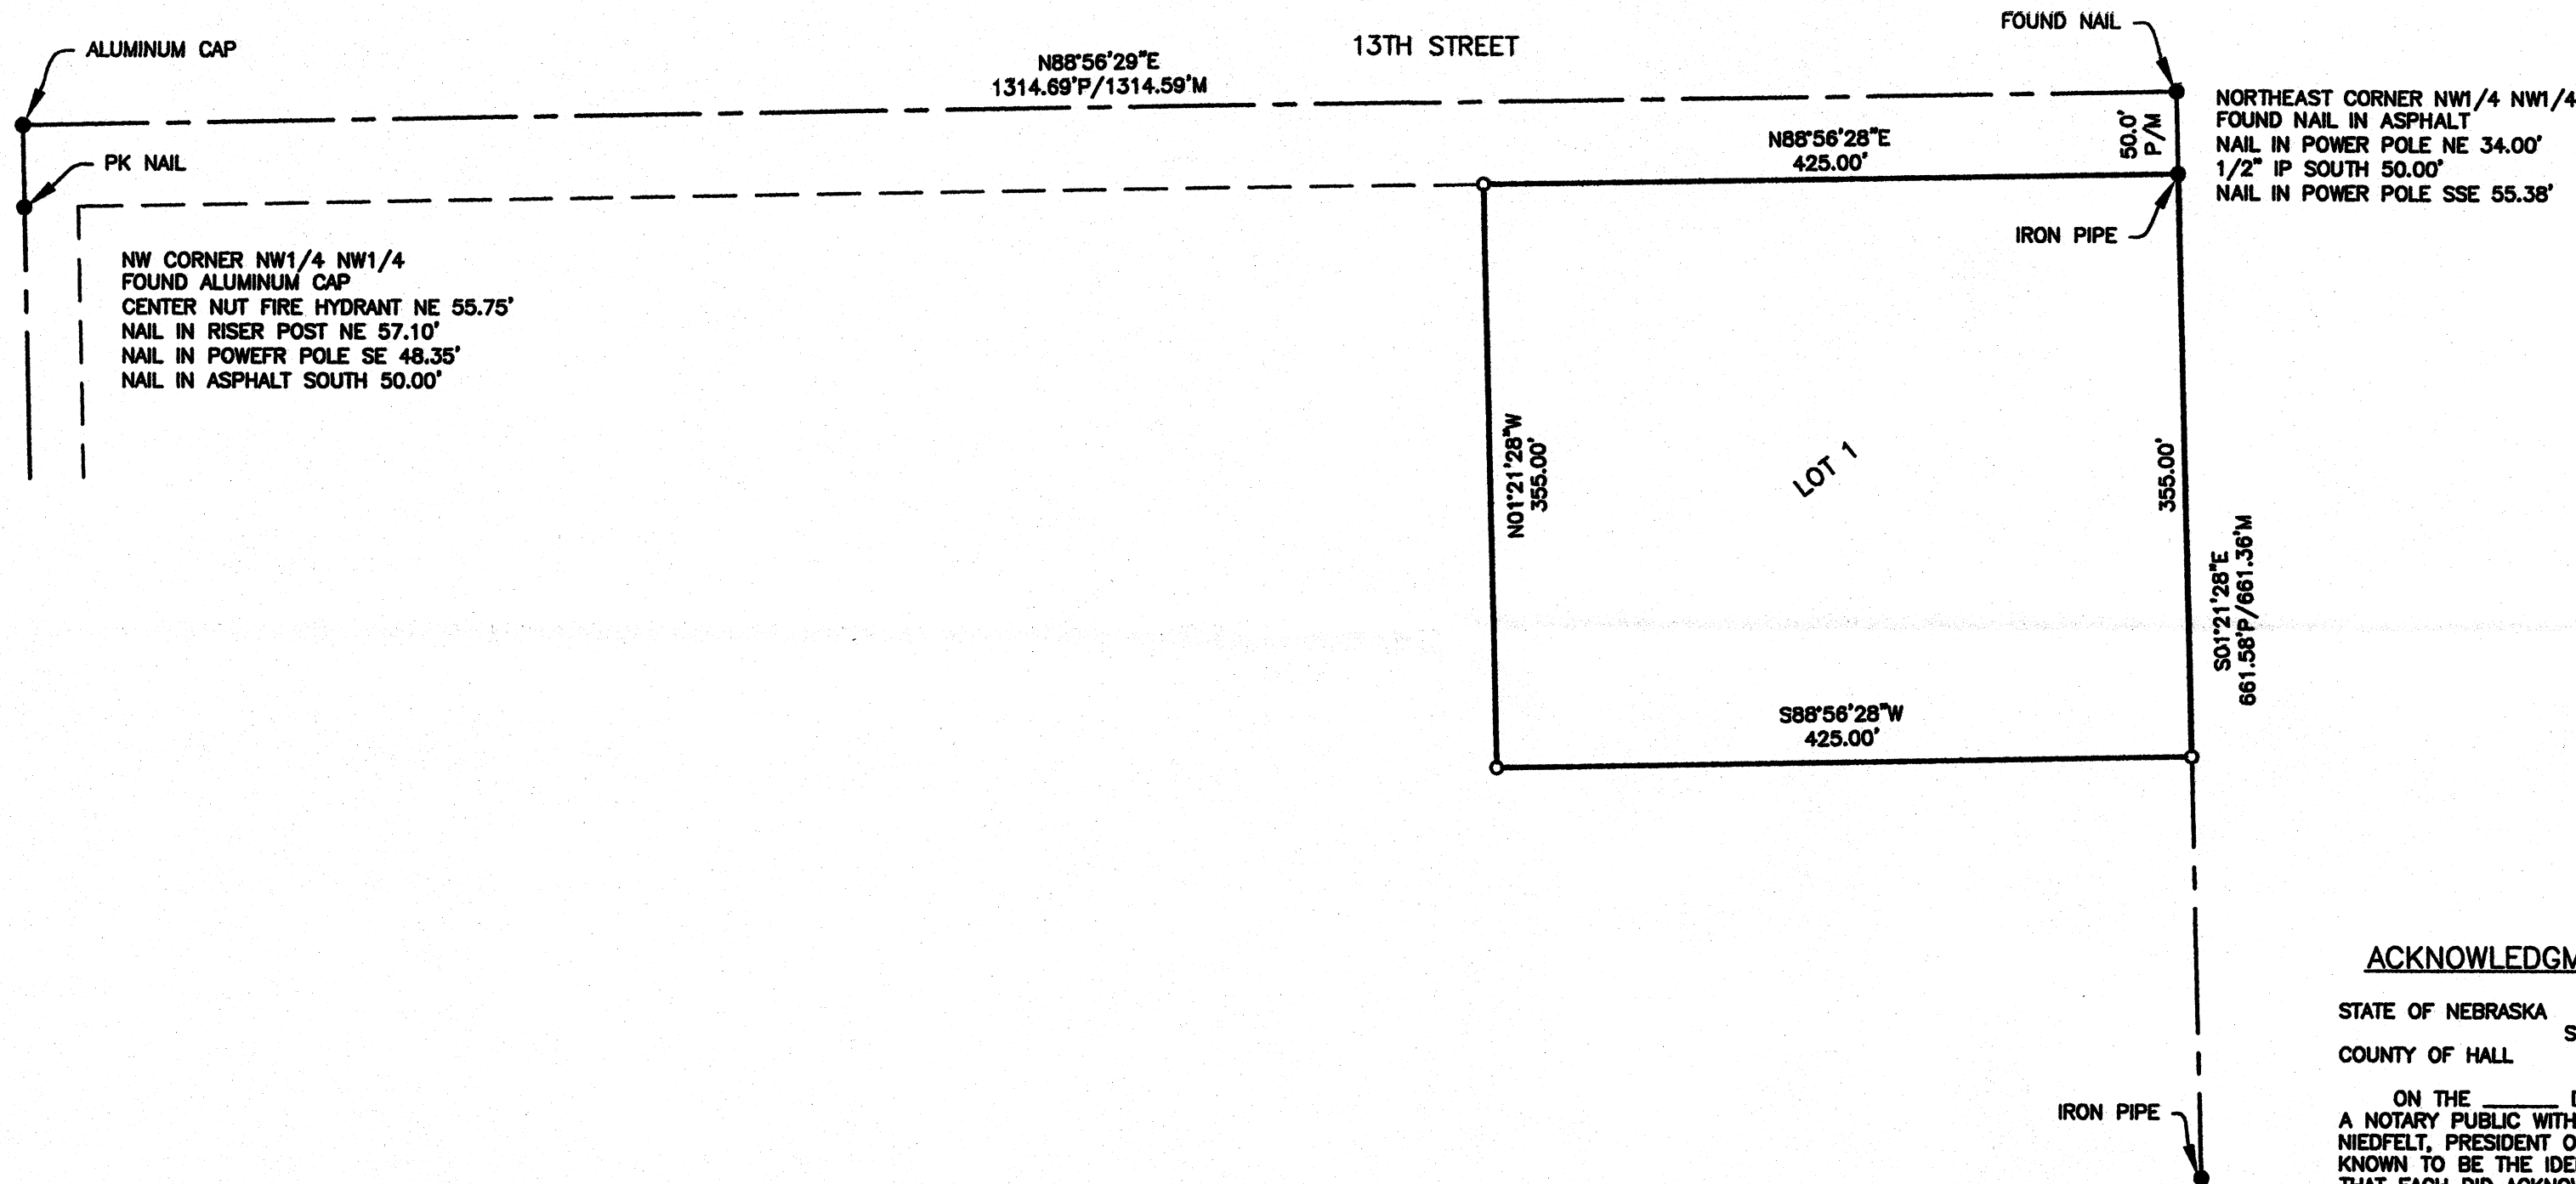 ALUMINUM CAP
N88°56'29"E
1314.69'P/1314.59'M
13TH STREET
FOUND NAIL
PK NAIL
50.0'
P/M
NORTHEAST CORNER NW1/4 NW1/4
FOUND NAIL IN ASPHALT
NAIL IN POWER POLE NE 34.00'
1/2" IP SOUTH 50.00'
NAIL IN POWER POLE SSE 55.38'
N88°56'28"E
425.00'
IRON PIPE
NW CORNER NW1/4 NW1/4
FOUND ALUMINUM CAP
CENTER NUT FIRE HYDRANT NE 55.75'
NAIL IN RISER POST NE 57.10'
NAIL IN POWEFR POLE SE 48.35'
NAIL IN ASPHALT SOUTH 50.00'
N01°21'28"W
355.00'
LOT 1
355.00'
S01°21'28"E
661.58'P/661.36'M
S88°56'28"W
425.00'
ACKNOWLEDGM
STATE OF NEBRASKA
S
COUNTY OF HALL
ON THE ______ D
A NOTARY PUBLIC WITH
NIEDFELT, PRESIDENT O
KNOWN TO BE THE IDE
THAT EACH DID ACKNO
IRON PIPE